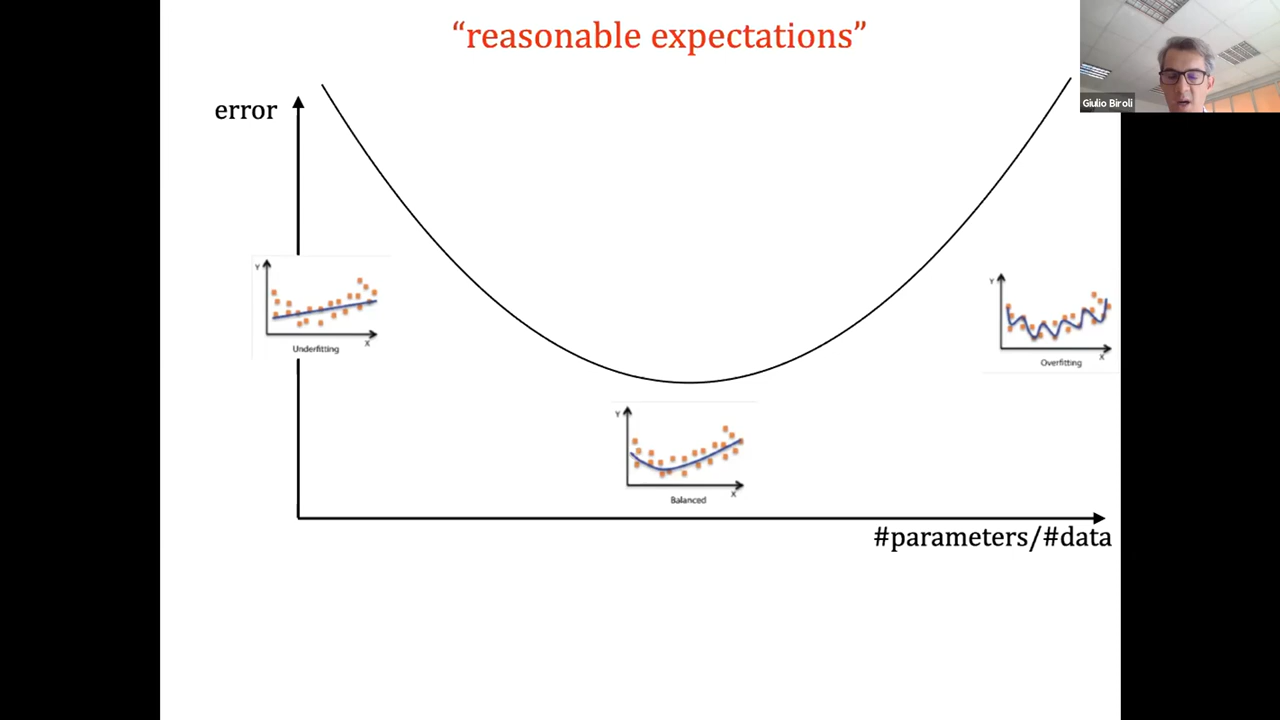 “reasonable expectations”
error
Giulio Biroli
Y
X
Underfitting
Y
X
Overfitting
Y
X
Balanced
#parameters/#data